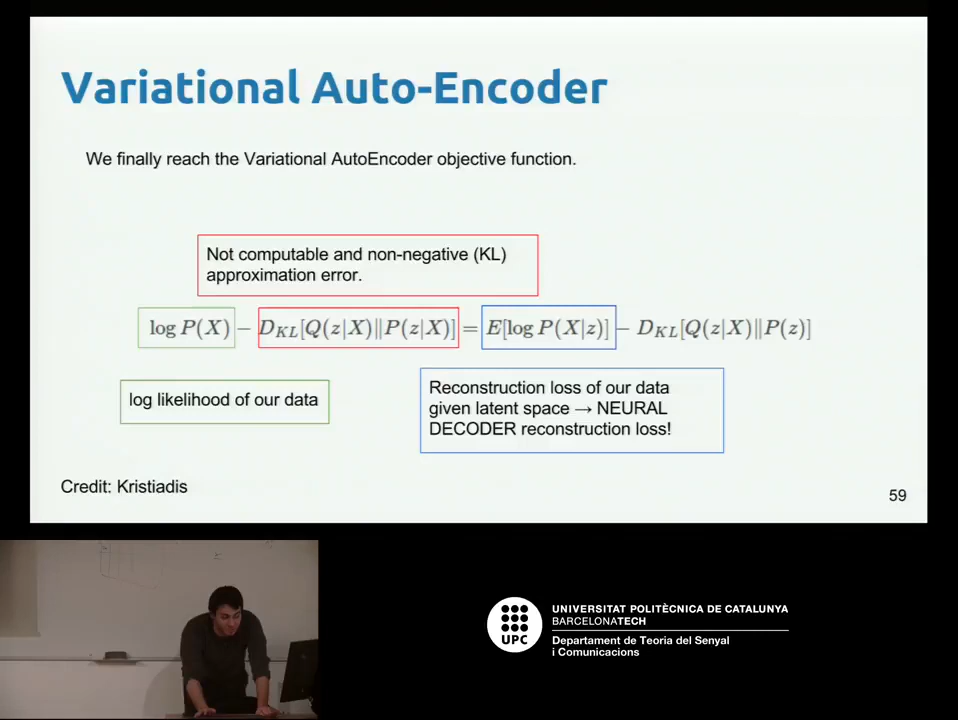 Variational Auto-Encoder
We finally reach the Variational AutoEncoder objective function.
Not computable and non-negative (KL)
approximation error.
log P(X) − D_KL[Q(z|X)‖P(z|X)] = E[log P(X|z)] − D_KL[Q(z|X)‖P(z)]
log likelihood of our data
Reconstruction loss of our data
given latent space → NEURAL
DECODER reconstruction loss!
Credit: Kristiadis
59
UPC
UNIVERSITAT POLITÈCNICA DE CATALUNYA
BARCELONATECH
Departament de Teoria del Senyal
i Comunicacions